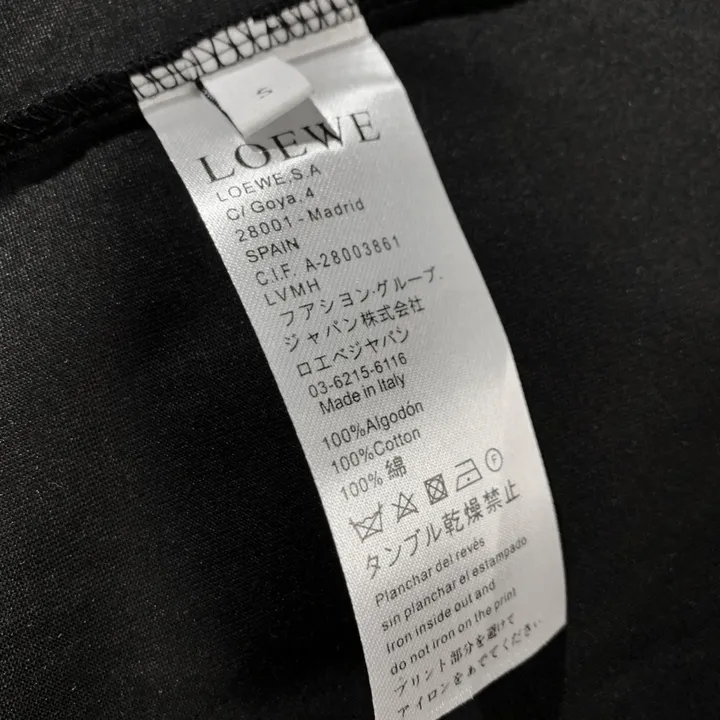 S
LOEWE
LOEWE,S.A
C/ Goya.4
28001 - Madrid
SPAIN
C.I.F. A-28003861
LVMH
フアション・グループ.
ジャパン株式会社
ロエベジャパン
03-6215-6116
Made in Italy
100%Algodón
100%Cotton
100% 綿
F
タンブル乾燥禁止
Planchar del revés
sin planchar el estampado
Iron inside out and
do not iron on the print
プリント部分を避けて
アイロンをあててください